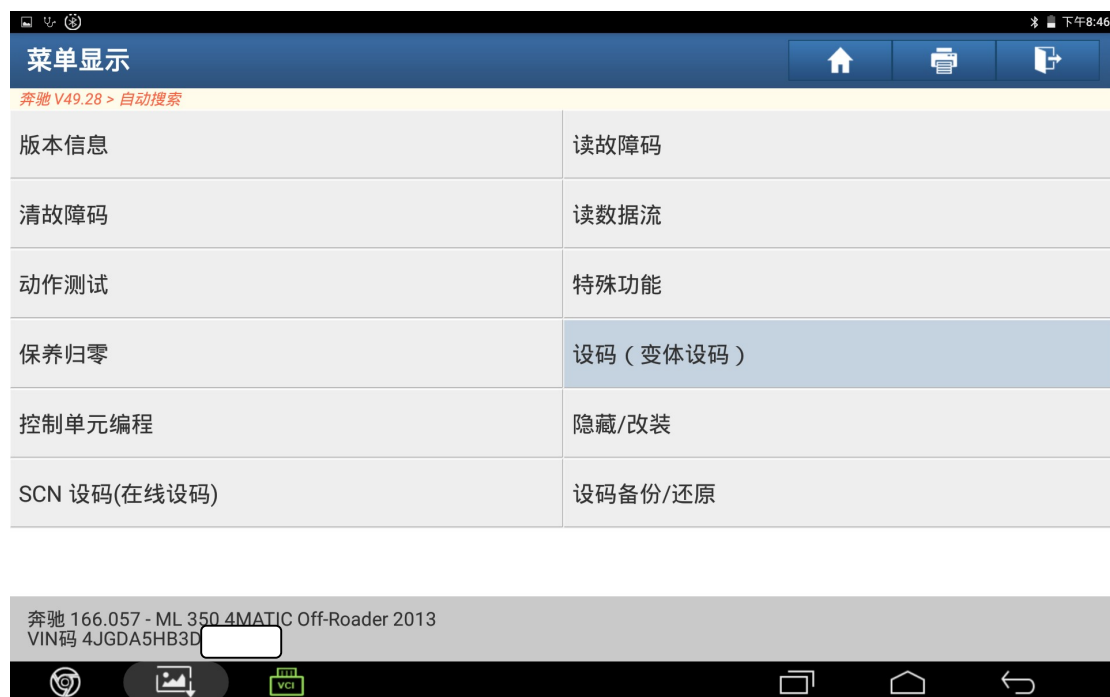 下午8:46
菜单显示
奔驰 V49.28 > 自动搜索
版本信息
读故障码
清故障码
读数据流
动作测试
特殊功能
保养归零
设码（变体设码）
控制单元编程
隐藏/改装
SCN 设码(在线设码)
设码备份/还原
奔驰 166.057 - ML 350 4MATIC Off-Roader 2013
VIN码 4JGDA5HB3D
VCI